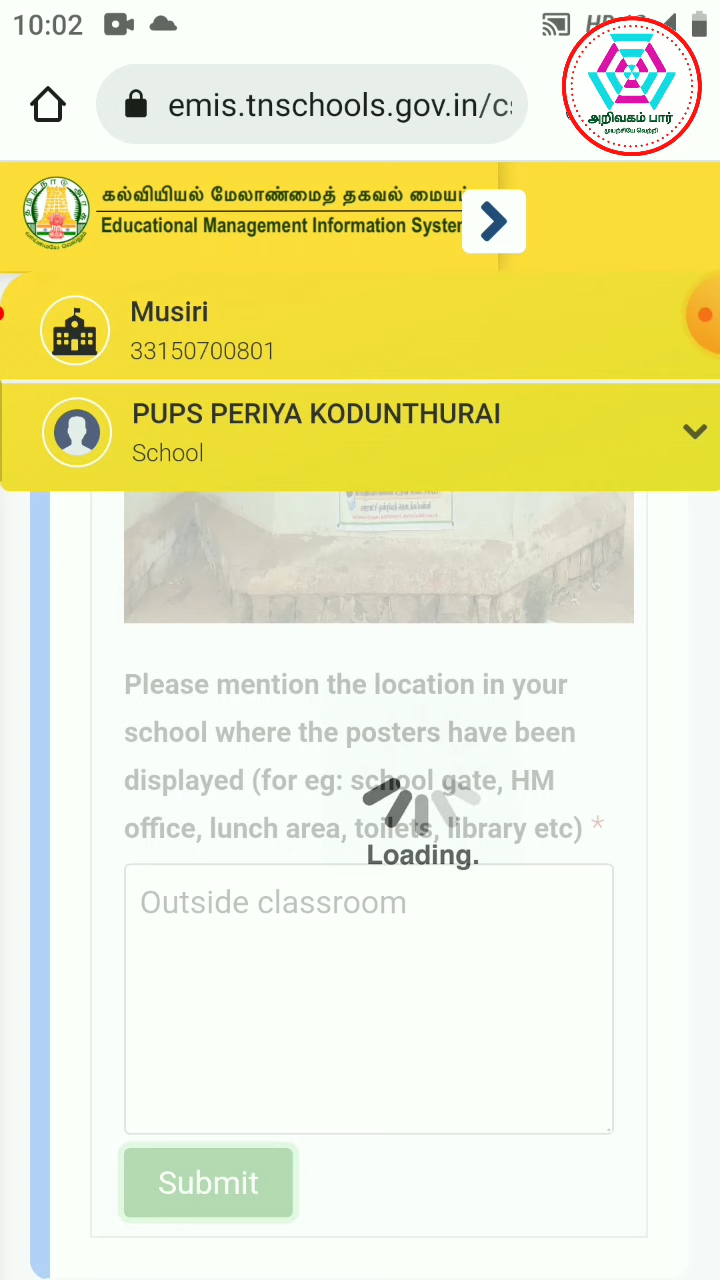 10:02
emis.tnschools.gov.in/c
அறிவகம் பார்
முயற்சியே வெற்றி
கல்வியியல் மேலாண்மைத் தகவல் மைய
Educational Management Information Syste
Musiri
33150700801
PUPS PERIYA KODUNTHURAI
School
Please mention the location in your
school where the posters have been
displayed (for eg: school gate, HM
office, lunch area, toilets, library etc) *
Loading.
Outside classroom
Submit